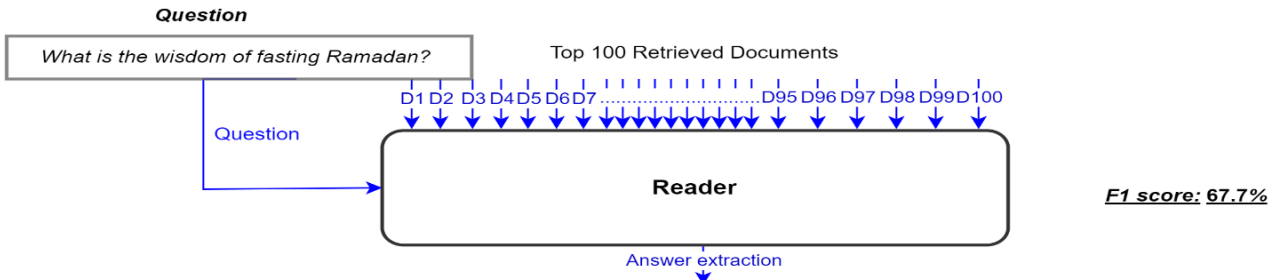 Question
What is the wisdom of fasting Ramadan?
Top 100 Retrieved Documents
D1 D2 D3 D4 D5 D6 D7 ............................. D95 D96 D97 D98 D99 D100
Question
Reader
F1 score: 67.7%
Answer extraction